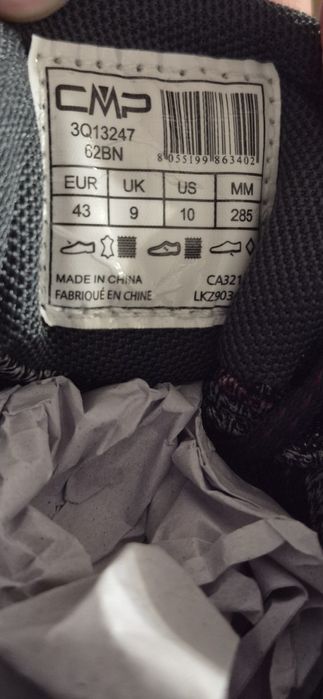 CMP
3Q13247
62BN
8 055199 863402
EUR UK US MM
43 9 10 285
MADE IN CHINA
FABRIQUÉ EN CHINE